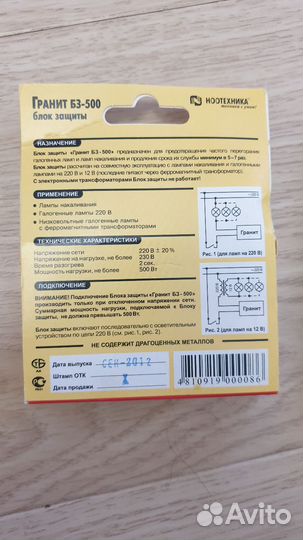 ГРАНИТ БЗ-500
блок защиты
НООТЕХНИКА
НАЗНАЧЕНИЕ
Блок защиты «Гранит БЗ-500» предназначен для предотвращения частого перегорания
галогенных ламп и ламп накаливания и продления срока их службы минимум в 5–7 раз.
Блок защиты рассчитан на совместную работу с лампами накаливания и галогенными
лампами на 220 В и 12 В (последние питает через ферромагнитный трансформатор).
С электронными трансформаторами Блок защиты не работает!
ПРИМЕНЕНИЕ
Лампы накаливания
Галогенные лампы 220 В
Низковольтные галогенные лампы
с ферромагнитными трансформаторами
Гранит
Рис. 1 (для ламп на 220 В)
ТЕХНИЧЕСКИЕ ХАРАКТЕРИСТИКИ
Напряжение сети 220 В ± 20%
Напряжение на нагрузке, не более 230 В
Время разогрева 2 сек.
Мощность нагрузки, не более 500 Вт
ПОДКЛЮЧЕНИЕ
ВНИМАНИЕ! Подключение Блока защиты «Гранит БЗ-500»
производить только при отключенном напряжении сети.
Суммарная мощность нагрузки, подключаемой к Блоку
защиты, не должна превышать 500 Вт.
Блок защиты включают последовательно с осветительным
устройством по цепи 220 В (см. рис. 1, рис. 2).
Гранит
Рис. 2 (для ламп на 12 В)
НЕ СОДЕРЖИТ ДРАГОЦЕННЫХ МЕТАЛЛОВ
Дата выпуска СЕН-2012
Штамп ОТК
Дата продажи
4810919000086
Avito